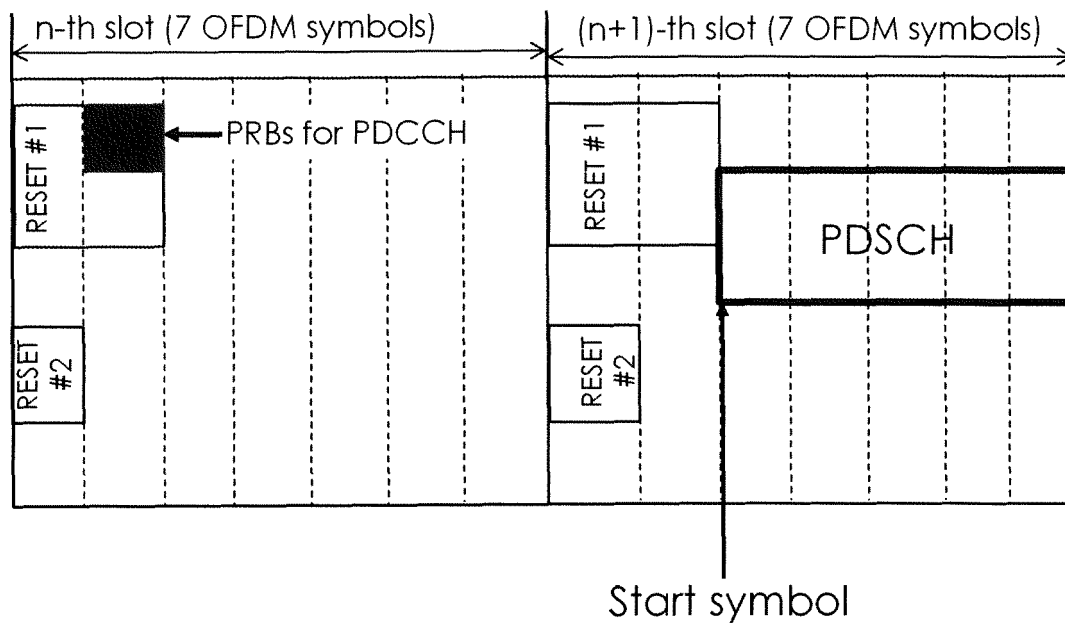 n-th slot (7 OFDM symbols)
(n+1)-th slot (7 OFDM symbols)
RESET #1
PRBs for PDCCH
RESET #1
PDSCH
RESET
#2
RESET
#2
Start symbol